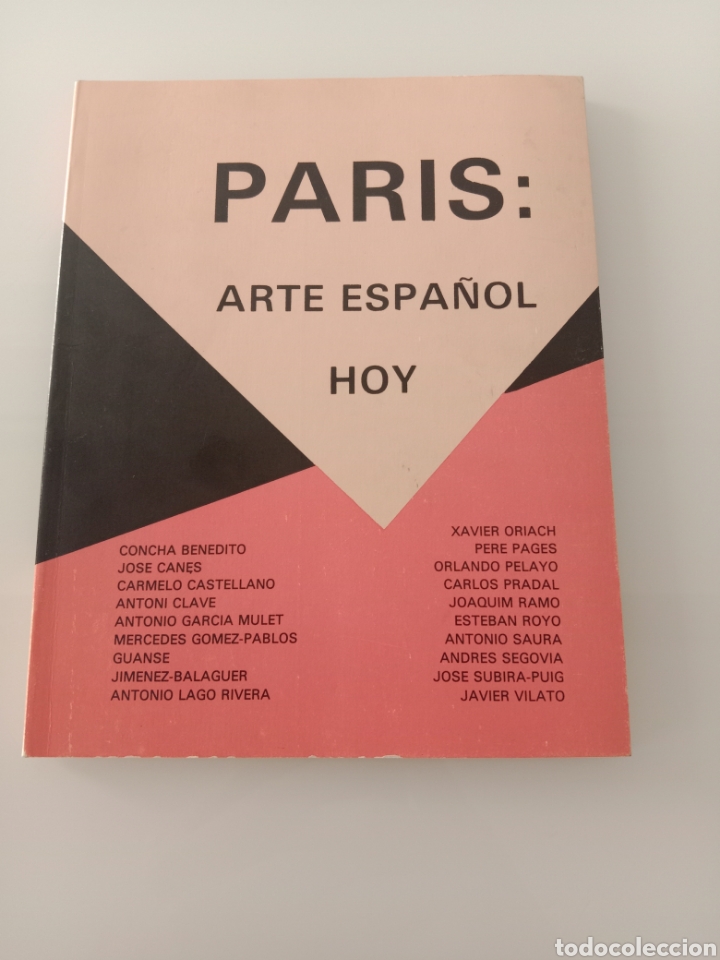 PARIS:
ARTE ESPAÑOL
HOY
CONCHA BENEDITO
JOSE CANES
CARMELO CASTELLANO
ANTONI CLAVE
ANTONIO GARCIA MULET
MERCEDES GOMEZ-PABLOS
GUANSE
JIMENEZ-BALAGUER
ANTONIO LAGO RIVERA
XAVIER ORIACH
PERE PAGES
ORLANDO PELAYO
CARLOS PRADAL
JOAQUIM RAMO
ESTEBAN ROYO
ANTONIO SAURA
ANDRES SEGOVIA
JOSE SUBIRA-PUIG
JAVIER VILATO
todocoleccion